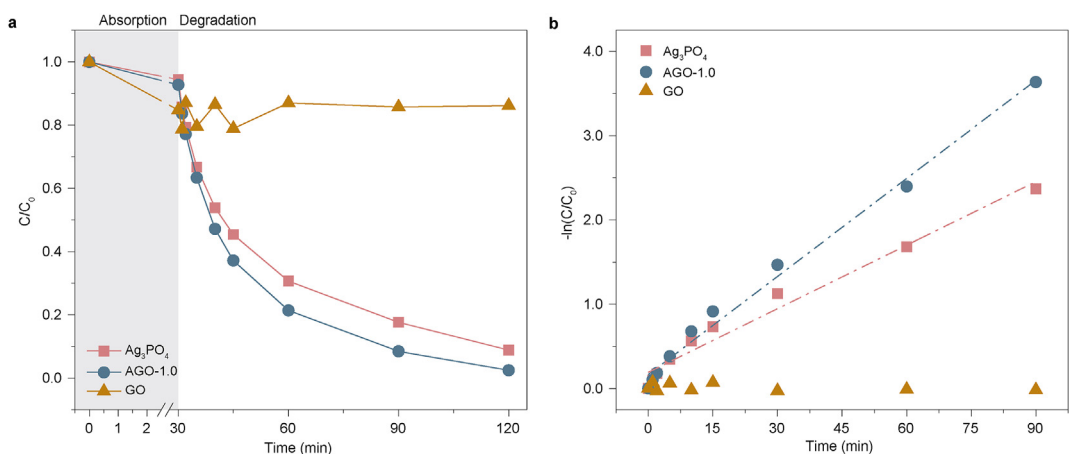 a
Absorption Degradation
C/C₀
1.0
0.8
0.6
0.4
0.2
0.0
Ag₃PO₄
AGO-1.0
GO
0 1 2 30 60 90 120
Time (min)
b
-ln(C/C₀)
4.0
3.0
2.0
1.0
0.0
Ag₃PO₄
AGO-1.0
GO
0 15 30 45 60 75 90
Time (min)